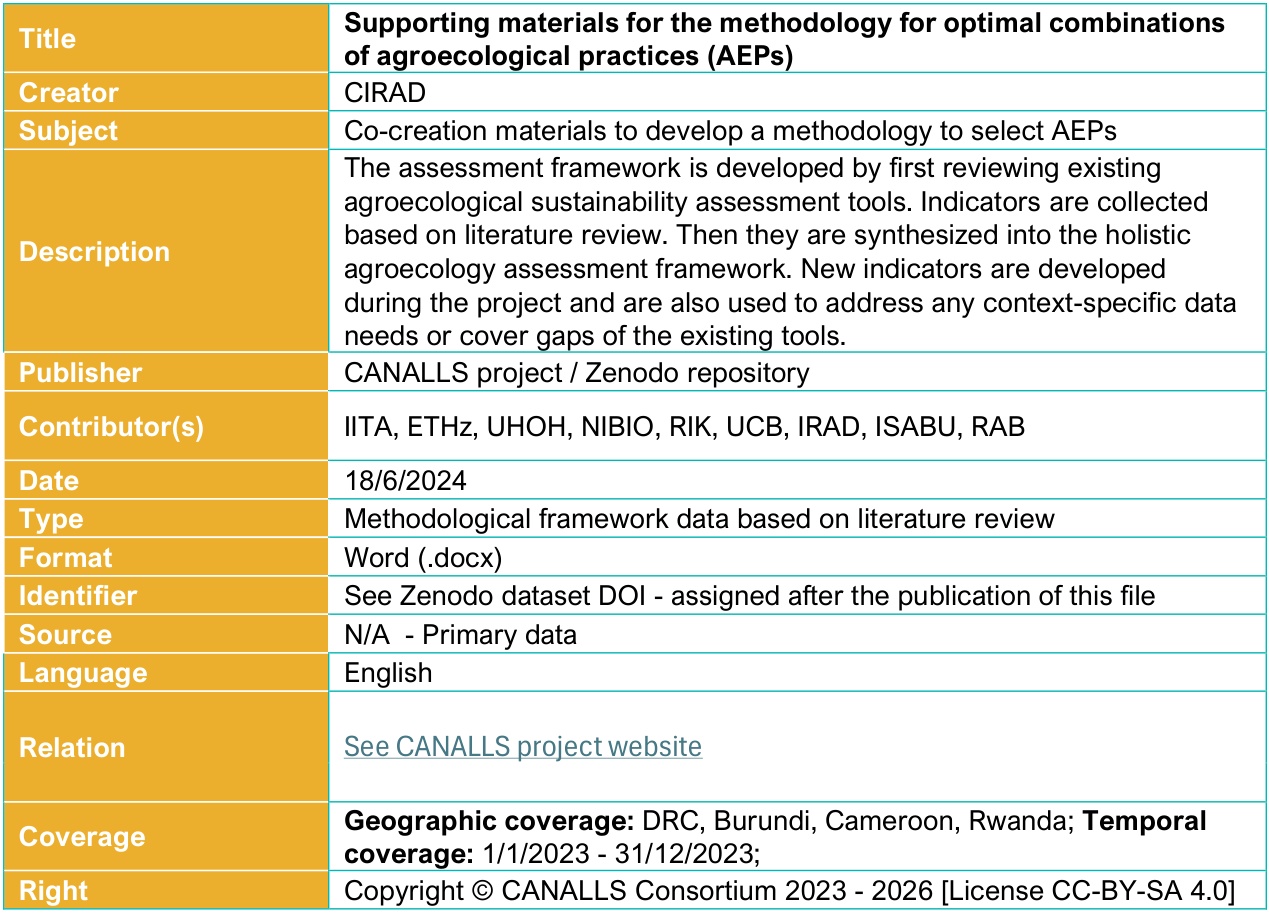 Title
Supporting materials for the methodology for optimal combinations
of agroecological practices (AEPs)
Creator
CIRAD
Subject
Co-creation materials to develop a methodology to select AEPs
Description
The assessment framework is developed by first reviewing existing
agroecological sustainability assessment tools. Indicators are collected
based on literature review. Then they are synthesized into the holistic
agroecology assessment framework. New indicators are developed
during the project and are also used to address any context-specific data
needs or cover gaps of the existing tools.
Publisher
CANALLS project / Zenodo repository
Contributor(s)
IITA, ETHz, UHOH, NIBIO, RIK, UCB, IRAD, ISABU, RAB
Date
18/6/2024
Type
Methodological framework data based on literature review
Format
Word (.docx)
Identifier
See Zenodo dataset DOI - assigned after the publication of this file
Source
N/A  - Primary data
Language
English
Relation
See CANALLS project website
Coverage
Geographic coverage: DRC, Burundi, Cameroon, Rwanda; Temporal
coverage: 1/1/2023 - 31/12/2023;
Right
Copyright © CANALLS Consortium 2023 - 2026 [License CC-BY-SA 4.0]